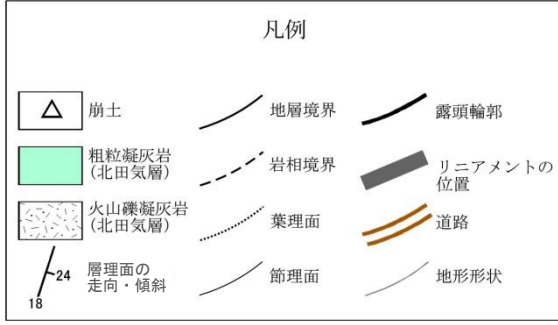 凡例
崩土
地層境界
露頭輪郭
粗粒凝灰岩
(北田気層)
岩相境界
リニアメントの
位置
火山礫凝灰岩
(北田気層)
葉理面
道路
24
18
層理面の
走向・傾斜
節理面
地形形状